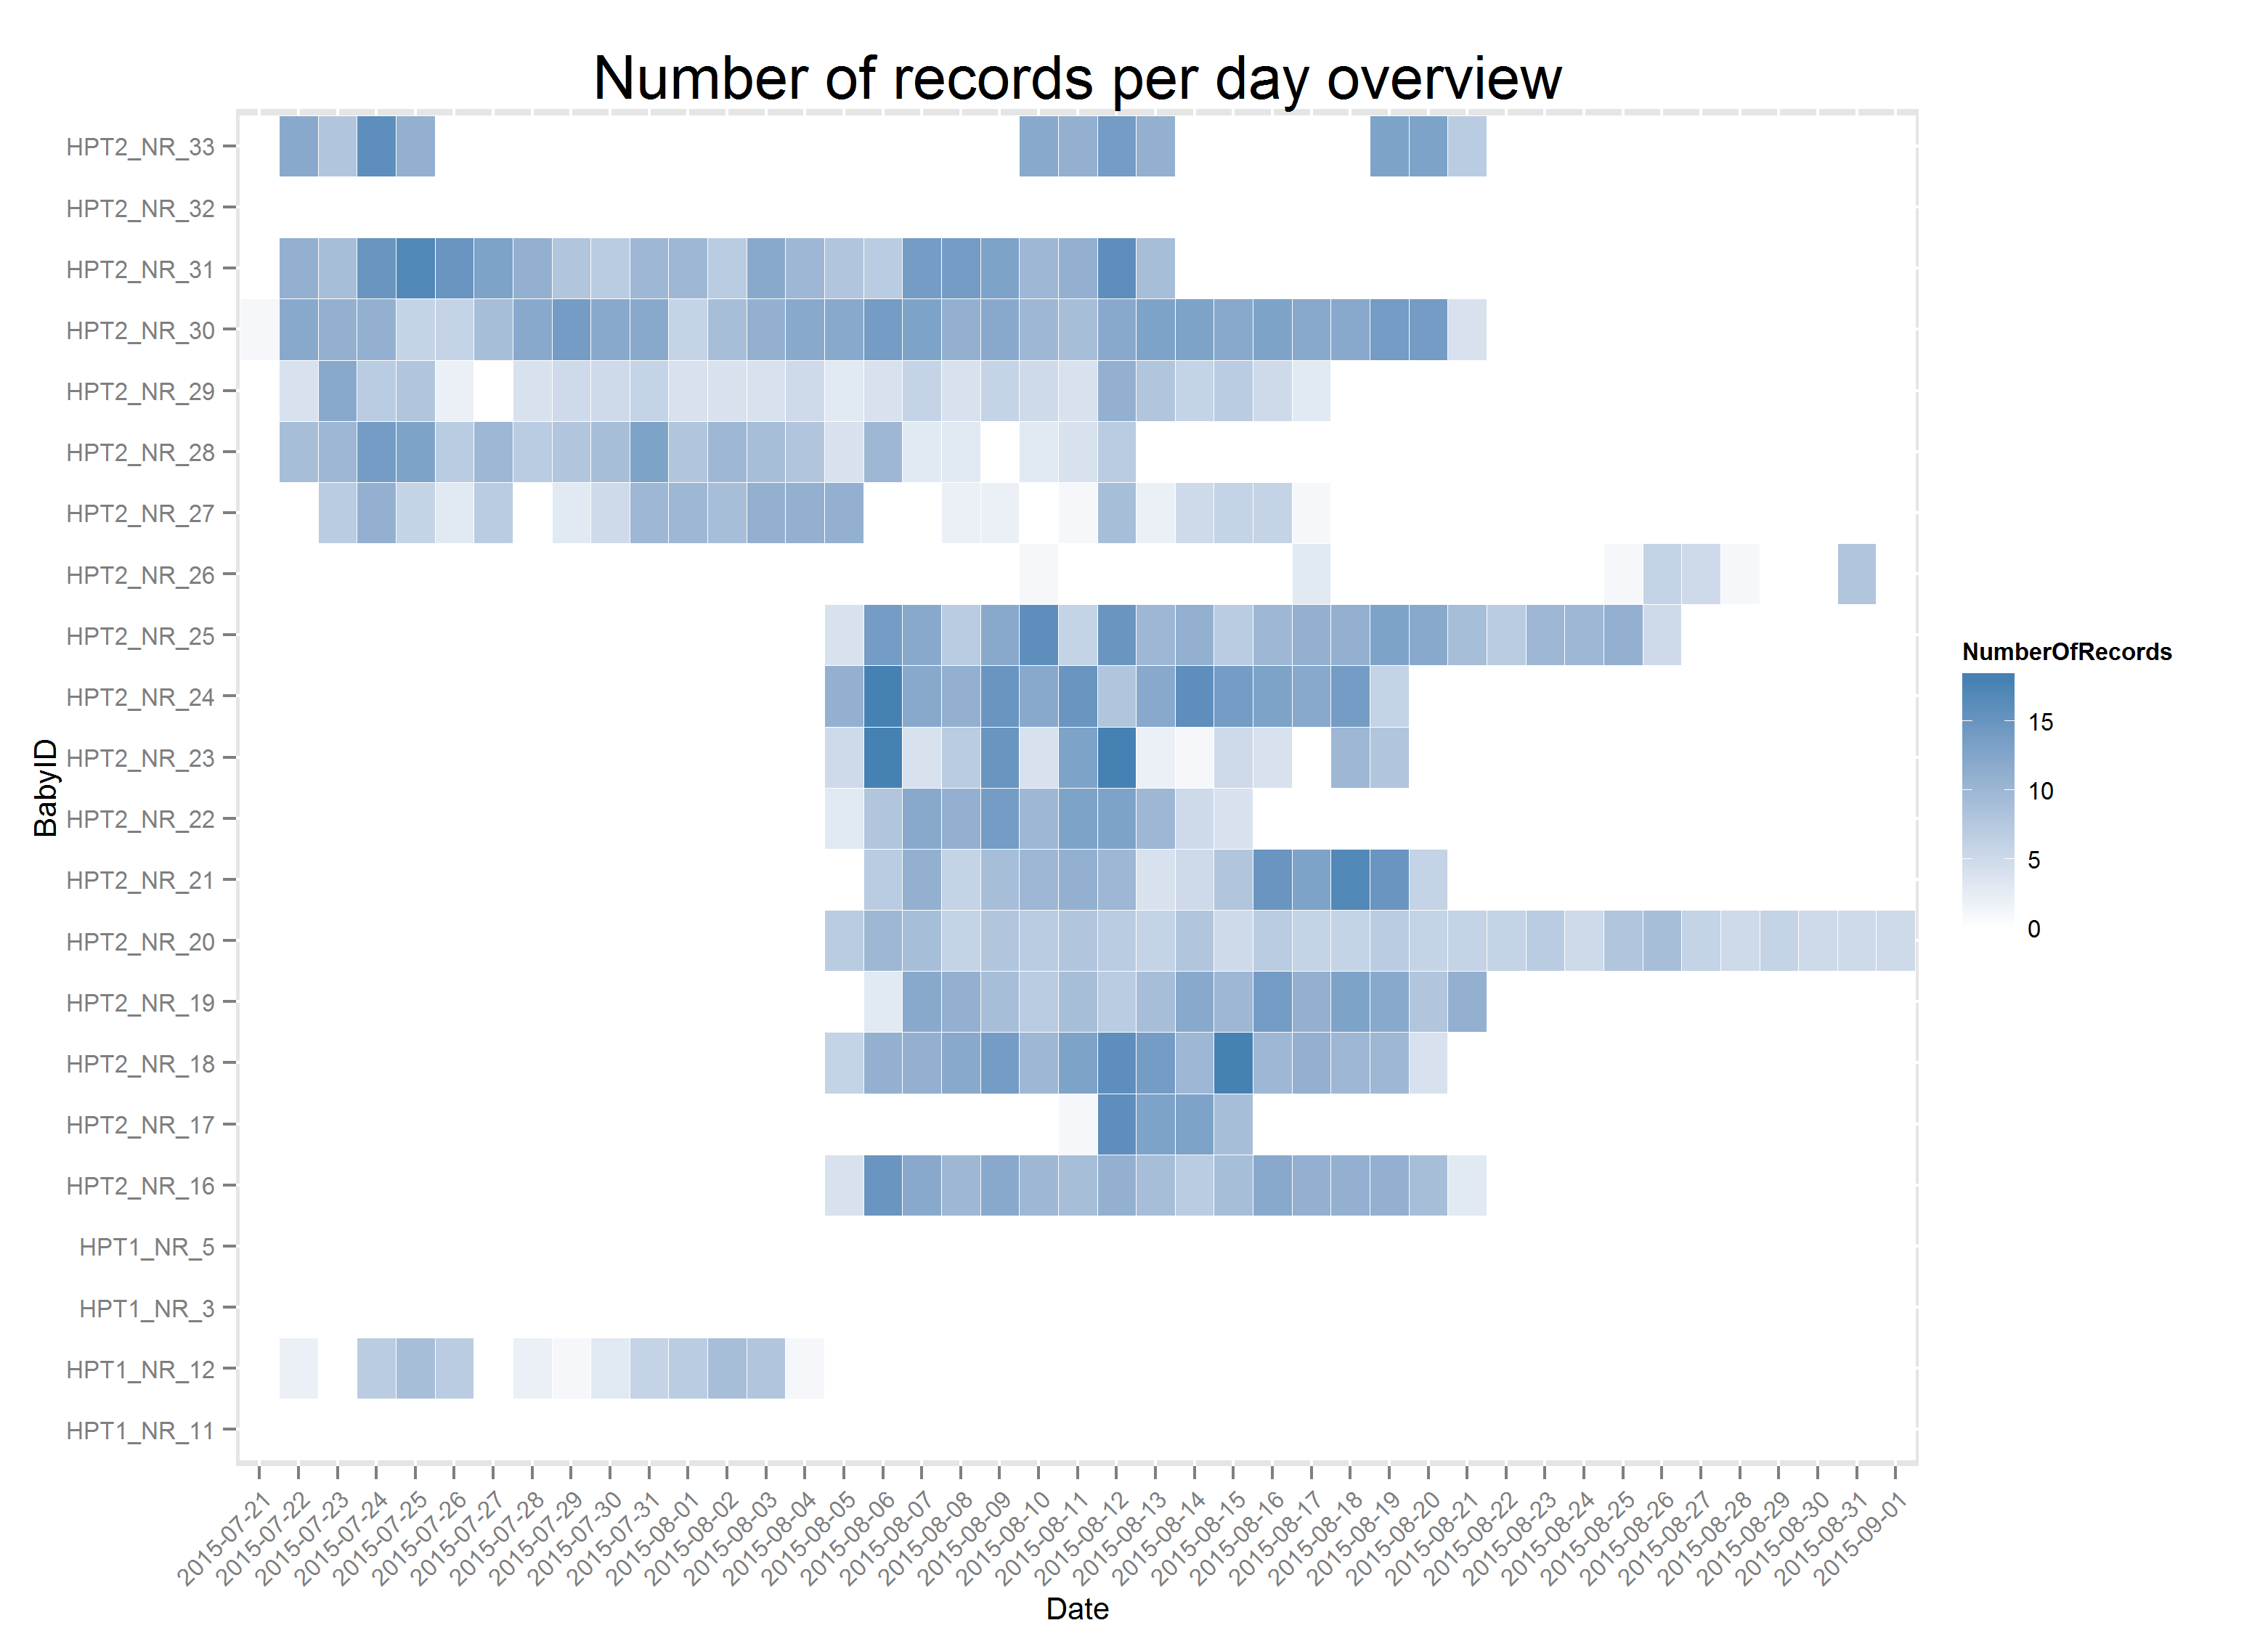 Number of records per day overview
BabyID
HPT2_NR_33
HPT2_NR_32
HPT2_NR_31
HPT2_NR_30
HPT2_NR_29
HPT2_NR_28
HPT2_NR_27
HPT2_NR_26
HPT2_NR_25
HPT2_NR_24
HPT2_NR_23
HPT2_NR_22
HPT2_NR_21
HPT2_NR_20
HPT2_NR_19
HPT2_NR_18
HPT2_NR_17
HPT2_NR_16
HPT1_NR_5
HPT1_NR_3
HPT1_NR_12
HPT1_NR_11
2015-07-21
2015-07-22
2015-07-23
2015-07-24
2015-07-25
2015-07-26
2015-07-27
2015-07-28
2015-07-29
2015-07-30
2015-07-31
2015-08-01
2015-08-02
2015-08-03
2015-08-04
2015-08-05
2015-08-06
2015-08-07
2015-08-08
2015-08-09
2015-08-10
2015-08-11
2015-08-12
2015-08-13
2015-08-14
2015-08-15
2015-08-16
2015-08-17
2015-08-18
2015-08-19
2015-08-20
2015-08-21
2015-08-22
2015-08-23
2015-08-24
2015-08-25
2015-08-26
2015-08-27
2015-08-28
2015-08-29
2015-08-30
2015-08-31
2015-09-01
Date
NumberOfRecords
15
10
5
0